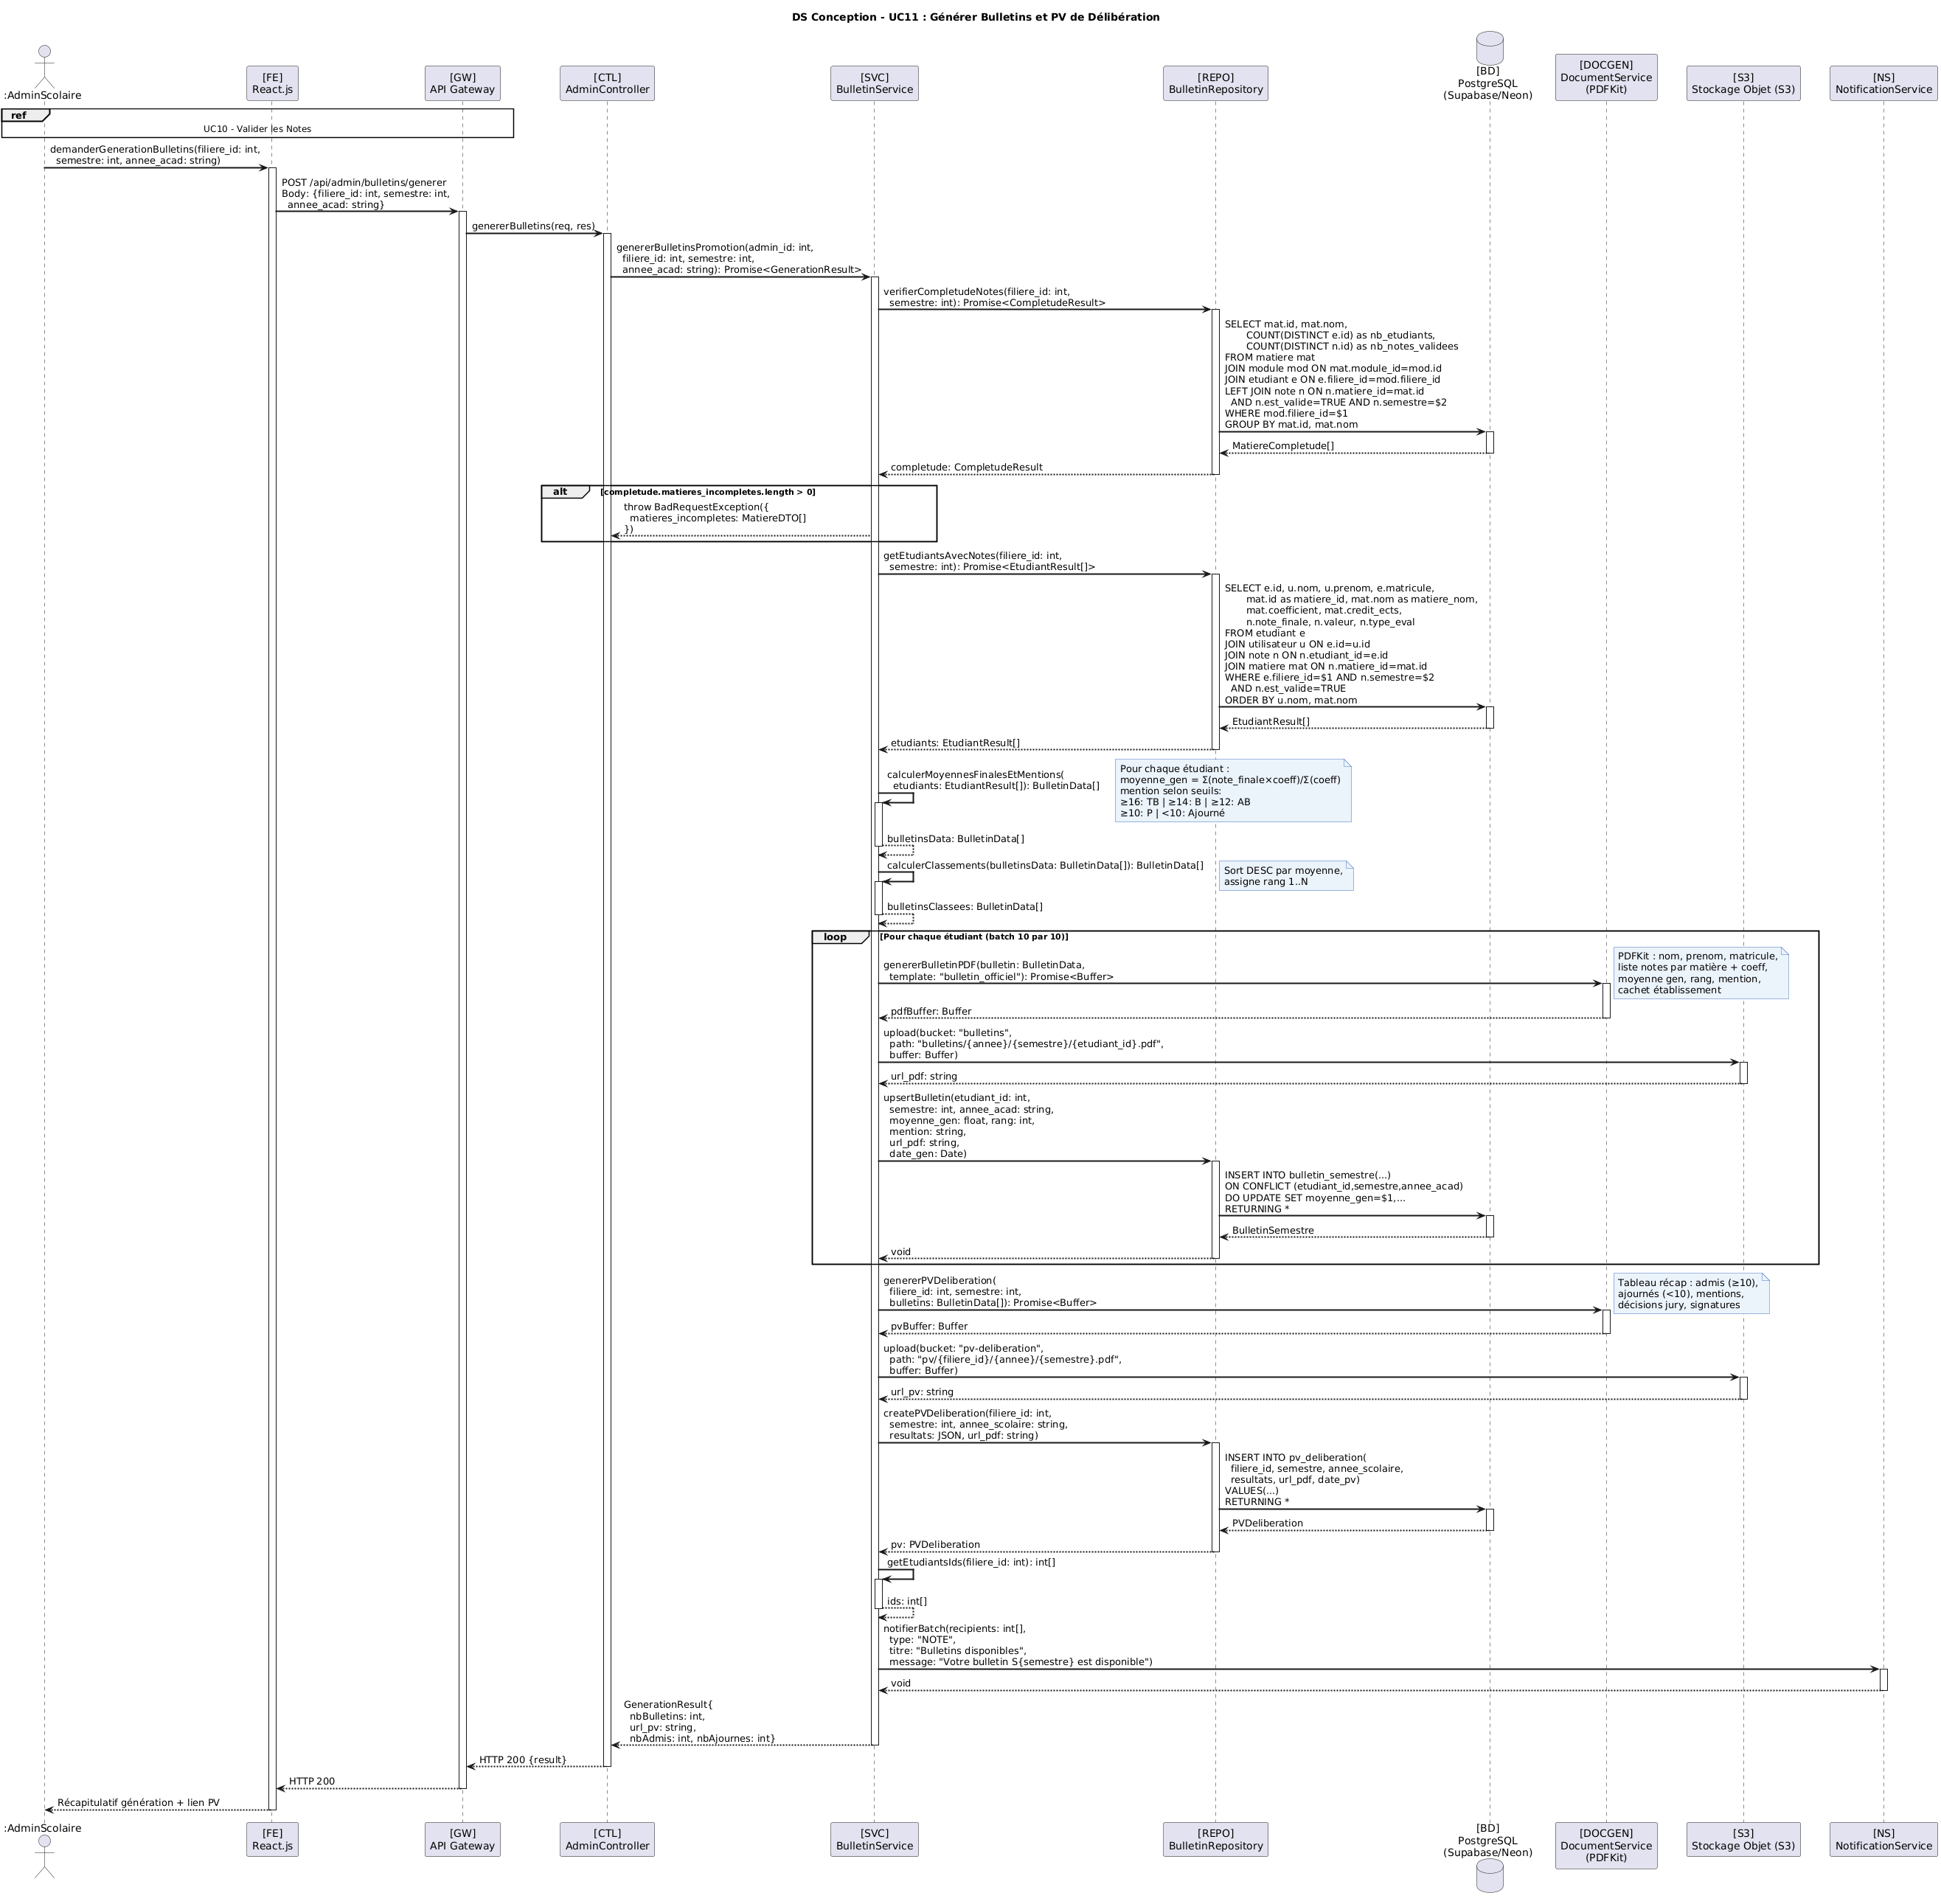 DS Conception - UC11 : Générer Bulletins et PV de Délibération
:AdminScolaire
[FE]
React.js
[GW]
API Gateway
[CTL]
AdminController
[SVC]
BulletinService
[REPO]
BulletinRepository
[BD]
PostgreSQL
(Supabase/Neon)
[DOCGEN]
DocumentService
(PDFKit)
[S3]
Stockage Objet (S3)
[NS]
NotificationService
ref
UC10 - Valider les Notes
demanderGenerationBulletins(filiere_id: int,
semestre: int, annee_acad: string)
POST /api/admin/bulletins/generer
Body: {filiere_id: int, semestre: int,
annee_acad: string}
genererBulletins(req, res)
genererBulletinsPromotion(admin_id: int,
filiere_id: int, semestre: int,
annee_acad: string): Promise<GenerationResult>
verifierCompletudeNotes(filiere_id: int,
semestre: int): Promise<CompletudeResult>
SELECT mat.id, mat.nom,
COUNT(DISTINCT e.id) as nb_etudiants,
COUNT(DISTINCT n.id) as nb_notes_validees
FROM matiere mat
JOIN module mod ON mat.module_id=mod.id
JOIN etudiant e ON e.filiere_id=mod.filiere_id
LEFT JOIN note n ON n.matiere_id=mat.id
AND n.est_valide=TRUE AND n.semestre=$2
WHERE mod.filiere_id=$1
GROUP BY mat.id, mat.nom
MatiereCompletude[]
completude: CompletudeResult
alt [completude.matieres_incompletes.length > 0]
throw BadRequestException({
matieres_incompletes: MatiereDTO[]
})
getEtudiantsAvecNotes(filiere_id: int,
semestre: int): Promise<EtudiantResult[]>
SELECT e.id, u.nom, u.prenom, e.matricule,
mat.id as matiere_id, mat.nom as matiere_nom,
mat.coefficient, mat.credit_ects,
n.note_finale, n.valeur, n.type_eval
FROM etudiant e
JOIN utilisateur u ON e.id=u.id
JOIN note n ON n.etudiant_id=e.id
JOIN matiere mat ON n.matiere_id=mat.id
WHERE e.filiere_id=$1 AND n.semestre=$2
AND n.est_valide=TRUE
ORDER BY u.nom, mat.nom
EtudiantResult[]
etudiants: EtudiantResult[]
calculerMoyennesFinalesEtMentions(
etudiants: EtudiantResult[]): BulletinData[]
Pour chaque étudiant :
moyenne_gen = Σ(note_finale×coeff)/Σ(coeff)
mention selon seuils:
≥16: TB | ≥14: B | ≥12: AB
≥10: P | <10: Ajourné
bulletinsData: BulletinData[]
calculerClassements(bulletinsData: BulletinData[]): BulletinData[]
Sort DESC par moyenne,
assigne rang 1..N
bulletinsClassees: BulletinData[]
loop [Pour chaque étudiant (batch 10 par 10)]
genererBulletinPDF(bulletin: BulletinData,
template: "bulletin_officiel"): Promise<Buffer>
PDFKit : nom, prenom, matricule,
liste notes par matière + coeff,
moyenne gen, rang, mention,
cachet établissement
pdfBuffer: Buffer
upload(bucket: "bulletins",
path: "bulletins/{annee}/{semestre}/{etudiant_id}.pdf",
buffer: Buffer)
url_pdf: string
upsertBulletin(etudiant_id: int,
semestre: int, annee_acad: string,
moyenne_gen: float, rang: int,
mention: string,
url_pdf: string,
date_gen: Date)
INSERT INTO bulletin_semestre(...)
ON CONFLICT (etudiant_id,semestre,annee_acad)
DO UPDATE SET moyenne_gen=$1,...
RETURNING *
BulletinSemestre
void
genererPVDeliberation(
filiere_id: int, semestre: int,
bulletins: BulletinData[]): Promise<Buffer>
Tableau récap : admis (≥10),
ajournés (<10), mentions,
décisions jury, signatures
pvBuffer: Buffer
upload(bucket: "pv-deliberation",
path: "pv/{filiere_id}/{annee}/{semestre}.pdf",
buffer: Buffer)
url_pv: string
createPVDeliberation(filiere_id: int,
semestre: int, annee_scolaire: string,
resultats: JSON, url_pdf: string)
INSERT INTO pv_deliberation(
filiere_id, semestre, annee_scolaire,
resultats, url_pdf, date_pv)
VALUES(...)
RETURNING *
PVDeliberation
pv: PVDeliberation
getEtudiantsIds(filiere_id: int): int[]
ids: int[]
notifierBatch(recipients: int[],
type: "NOTE",
titre: "Bulletins disponibles",
message: "Votre bulletin S{semestre} est disponible")
void
GenerationResult{
nbBulletins: int,
url_pv: string,
nbAdmis: int, nbAjournes: int}
HTTP 200 {result}
HTTP 200
Récapitulatif génération + lien PV
:AdminScolaire
[FE]
React.js
[GW]
API Gateway
[CTL]
AdminController
[SVC]
BulletinService
[REPO]
BulletinRepository
[BD]
PostgreSQL
(Supabase/Neon)
[DOCGEN]
DocumentService
(PDFKit)
[S3]
Stockage Objet (S3)
[NS]
NotificationService